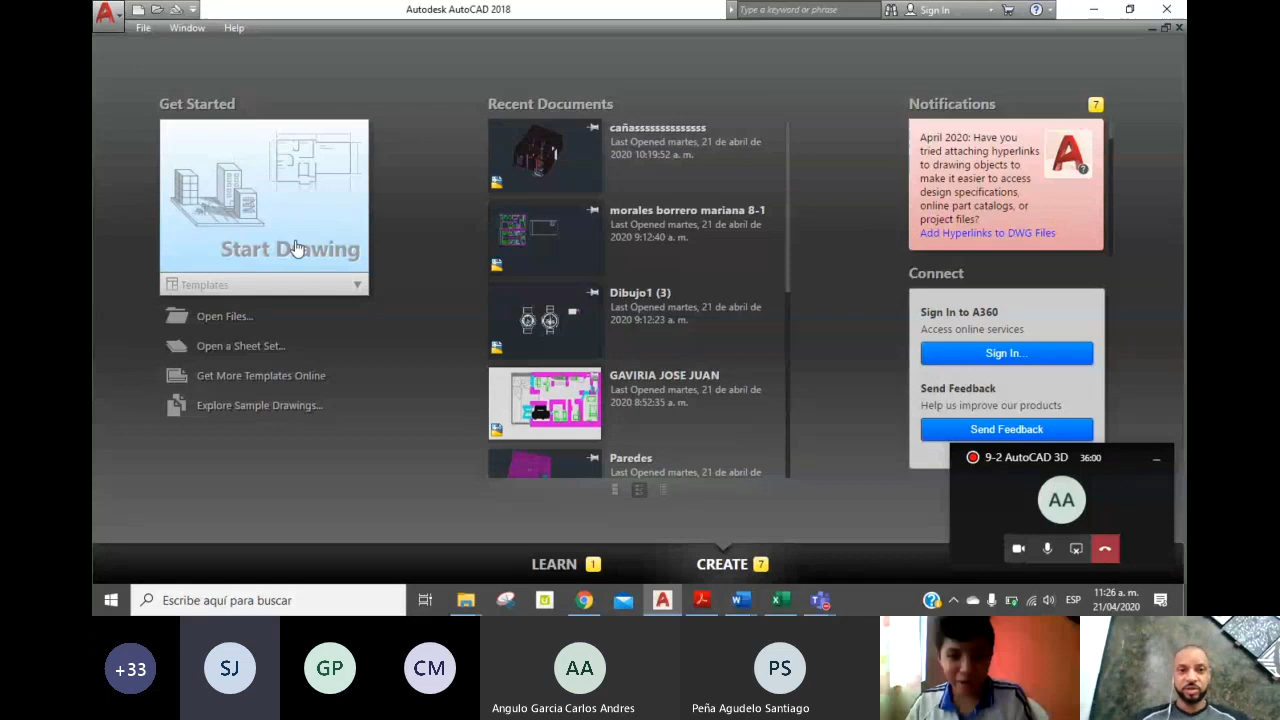 Autodesk AutoCAD 2018
Type a keyword or phrase
Sign In
File Window Help
Get Started
Start Drawing
Templates
Open Files...
Open a Sheet Set...
Get More Templates Online
Explore Sample Drawings...
Recent Documents
cañasssssssssssss
Last Opened martes, 21 de abril de
2020 10:19:52 a. m.
morales borrero mariana 8-1
Last Opened martes, 21 de abril de
2020 9:12:40 a. m.
Dibujo1 (3)
Last Opened martes, 21 de abril de
2020 9:12:23 a. m.
GAVIRIA JOSE JUAN
Last Opened martes, 21 de abril de
2020 8:52:35 a. m.
Paredes
Last Opened martes, 21 de abril de
Notifications 7
April 2020: Have you
tried attaching hyperlinks
to drawing objects to
make it easier to access
design specifications,
online part catalogs, or
project files?
Add Hyperlinks to DWG Files
Connect
Sign In to A360
Access online services
Sign In...
Send Feedback
Help us improve our products
Send Feedback
9-2 AutoCAD 3D 36:00
AA
LEARN 1
CREATE 7
Escribe aquí para buscar
ESP
11:26 a. m.
21/04/2020
+33
SJ
GP
CM
AA
Angulo Garcia Carlos Andres
PS
Peña Agudelo Santiago